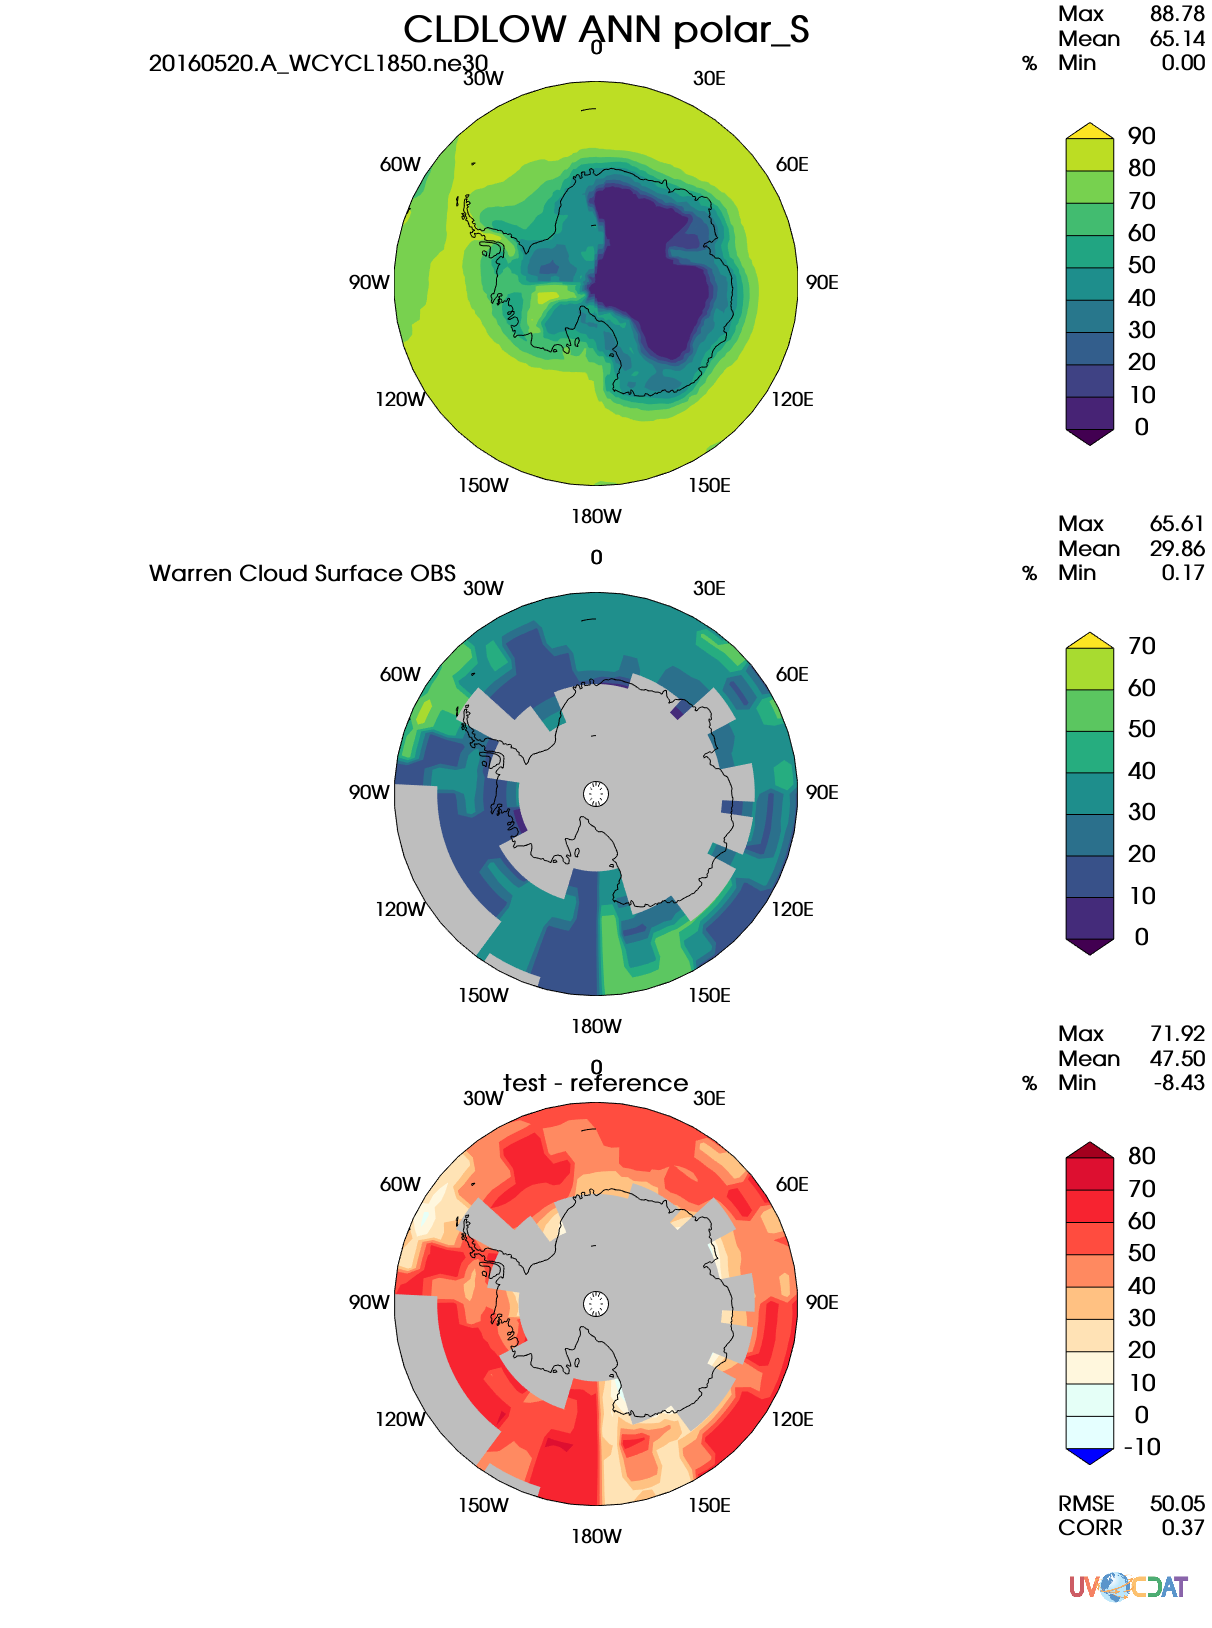 CLDLOW ANN polar_S
20160520.A_WCYCL1850.ne30
Max 88.78
Mean 65.14
% Min 0.00
0
30W 30E
60W 60E
90W 90E
120W 120E
150W 150E
180W
90
80
70
60
50
40
30
20
10
0
Warren Cloud Surface OBS
Max 65.61
Mean 29.86
% Min 0.17
0
30W 30E
60W 60E
90W 90E
120W 120E
150W 150E
180W
70
60
50
40
30
20
10
0
test - reference
Max 71.92
Mean 47.50
% Min -8.43
0
30W 30E
60W 60E
90W 90E
120W 120E
150W 150E
180W
80
70
60
50
40
30
20
10
0
-10
RMSE 50.05
CORR 0.37
UV CDAT